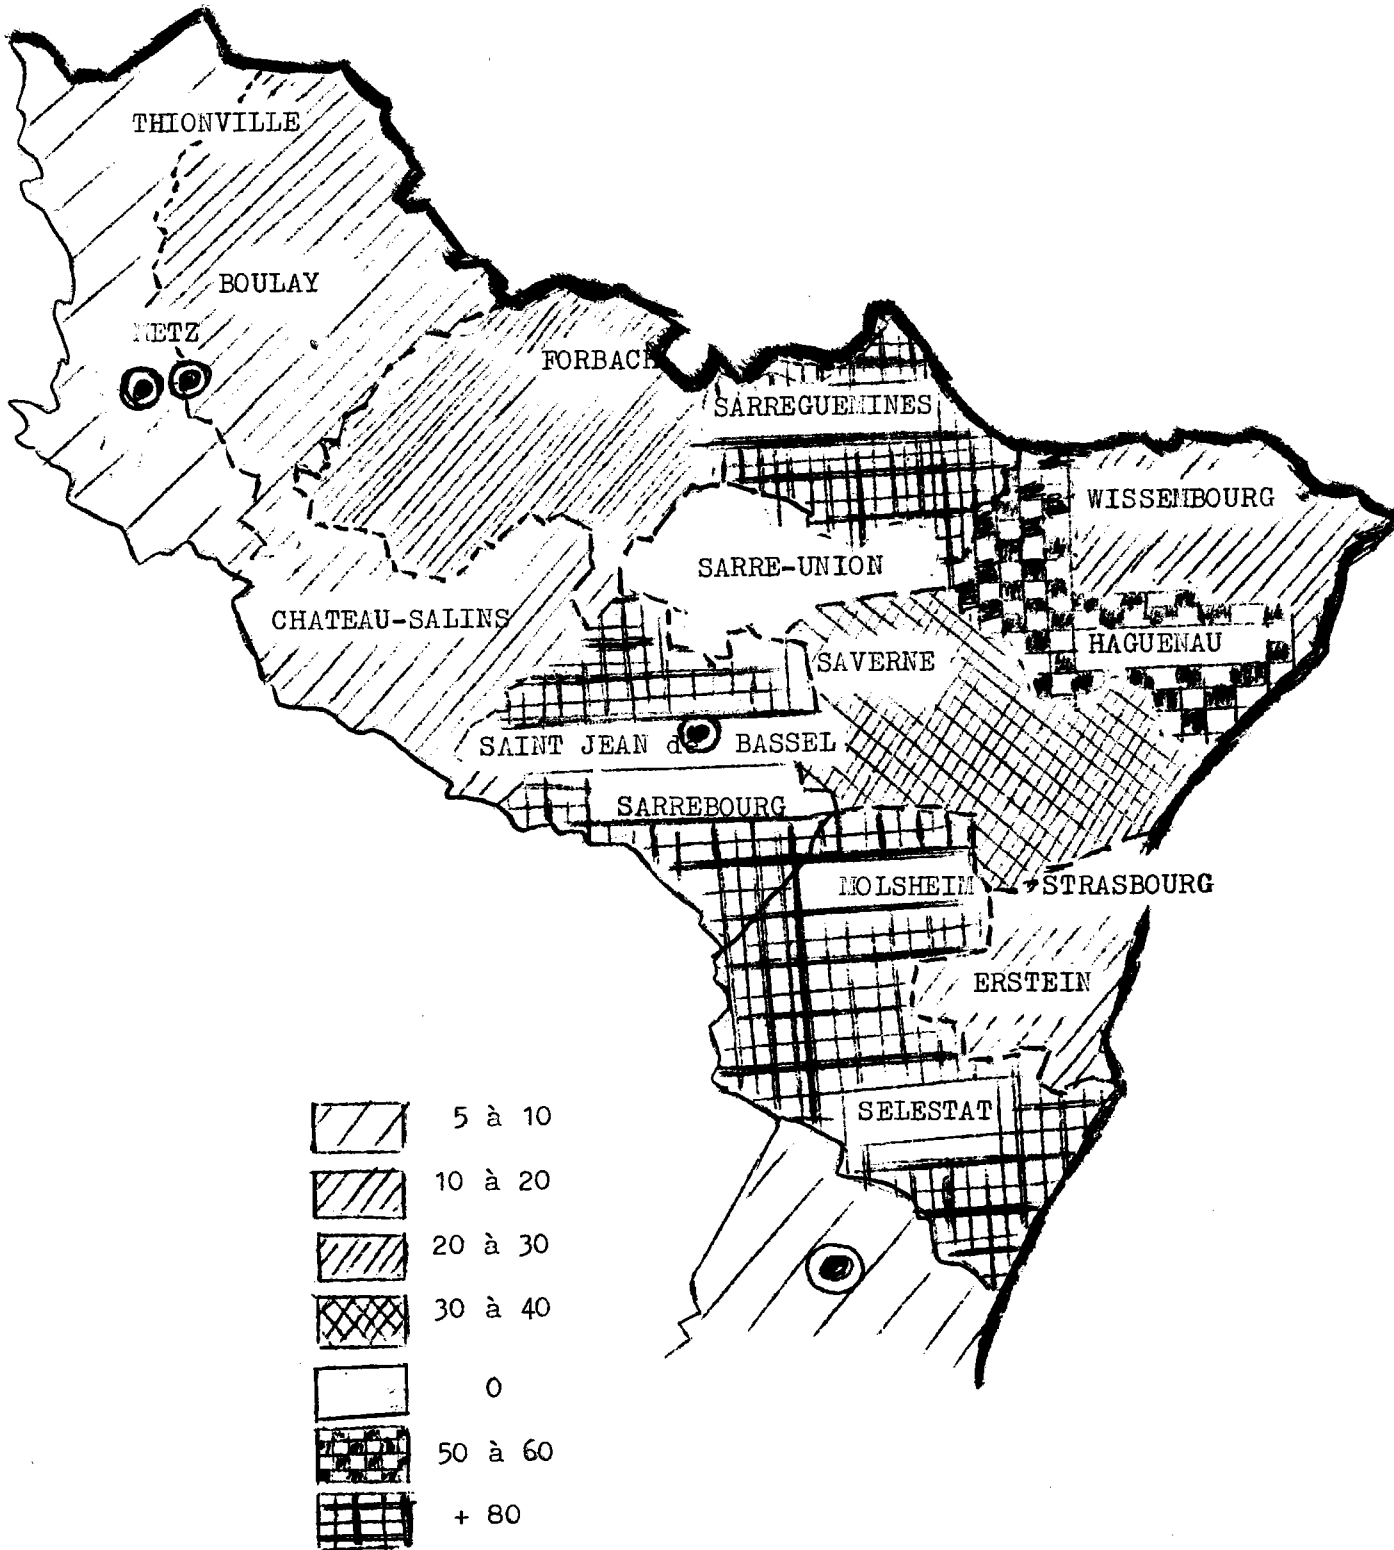 THIONVILLE
BOULAY
METZ
FORBACH
SARREGUEMINES
WISSEMBOURG
SARRE-UNION
CHATEAU-SALINS
HAGUENAU
SAVERNE
SAINT JEAN de BASSEL
SARREBOURG
MOLSHEIM
STRASBOURG
ERSTEIN
SELESTAT
5 à 10
10 à 20
20 à 30
30 à 40
0
50 à 60
+ 80